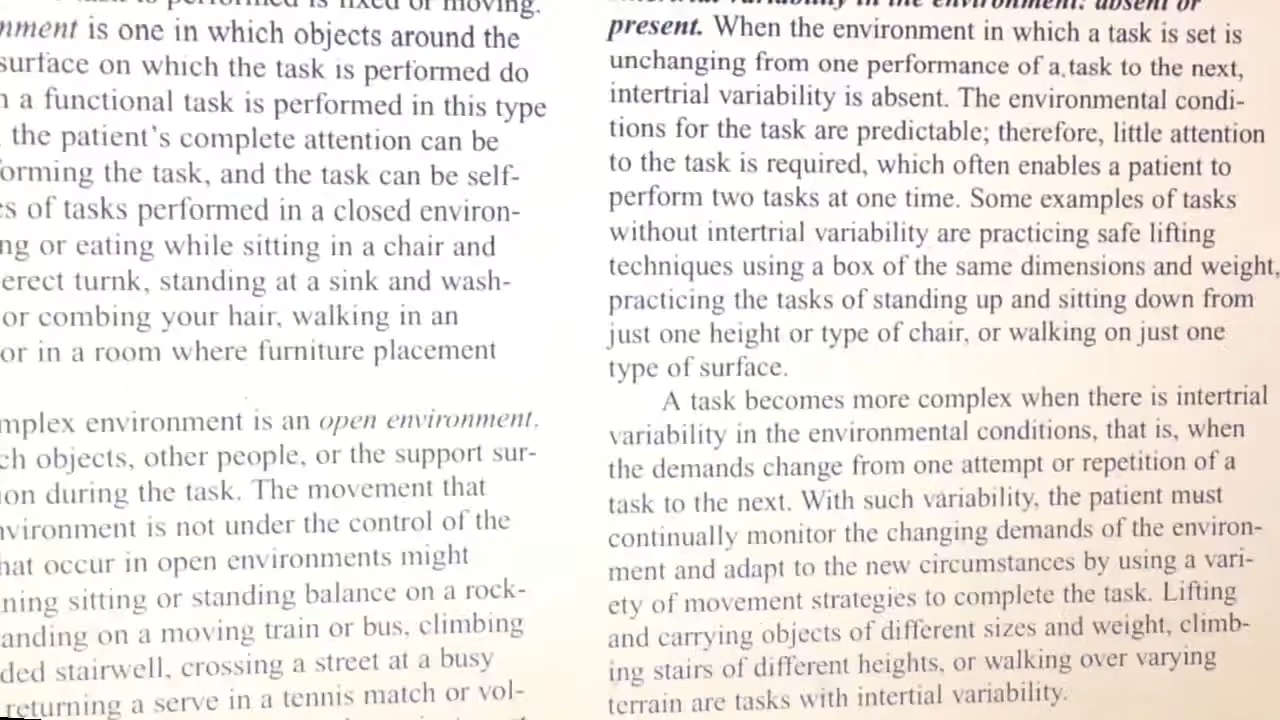 is one in which objects around the
surface on which the task is performed do
a functional task is performed in this type
the patient's complete attention can be
orming the task, and the task can be self-
s of tasks performed in a closed environ-
ng or eating while sitting in a chair and
erect turnk, standing at a sink and wash-
or combing your hair, walking in an
or in a room where furniture placement
mplex environment is an open environment.
ch objects, other people, or the support sur-
ion during the task. The movement that
nvironment is not under the control of the
hat occur in open environments might
ning sitting or standing balance on a rock-
anding on a moving train or bus, climbing
ded stairwell, crossing a street at a busy
returning a serve in a tennis match or vol-
present. When the environment in which a task is set is
unchanging from one performance of a task to the next,
intertrial variability is absent. The environmental condi-
tions for the task are predictable; therefore, little attention
to the task is required, which often enables a patient to
perform two tasks at one time. Some examples of tasks
without intertrial variability are practicing safe lifting
techniques using a box of the same dimensions and weight,
practicing the tasks of standing up and sitting down from
just one height or type of chair, or walking on just one
type of surface.
A task becomes more complex when there is intertrial
variability in the environmental conditions, that is, when
the demands change from one attempt or repetition of a
task to the next. With such variability, the patient must
continually monitor the changing demands of the environ-
ment and adapt to the new circumstances by using a vari-
ety of movement strategies to complete the task. Lifting
and carrying objects of different sizes and weight, climb-
ing stairs of different heights, or walking over varying
terrain are tasks with intertial variability.